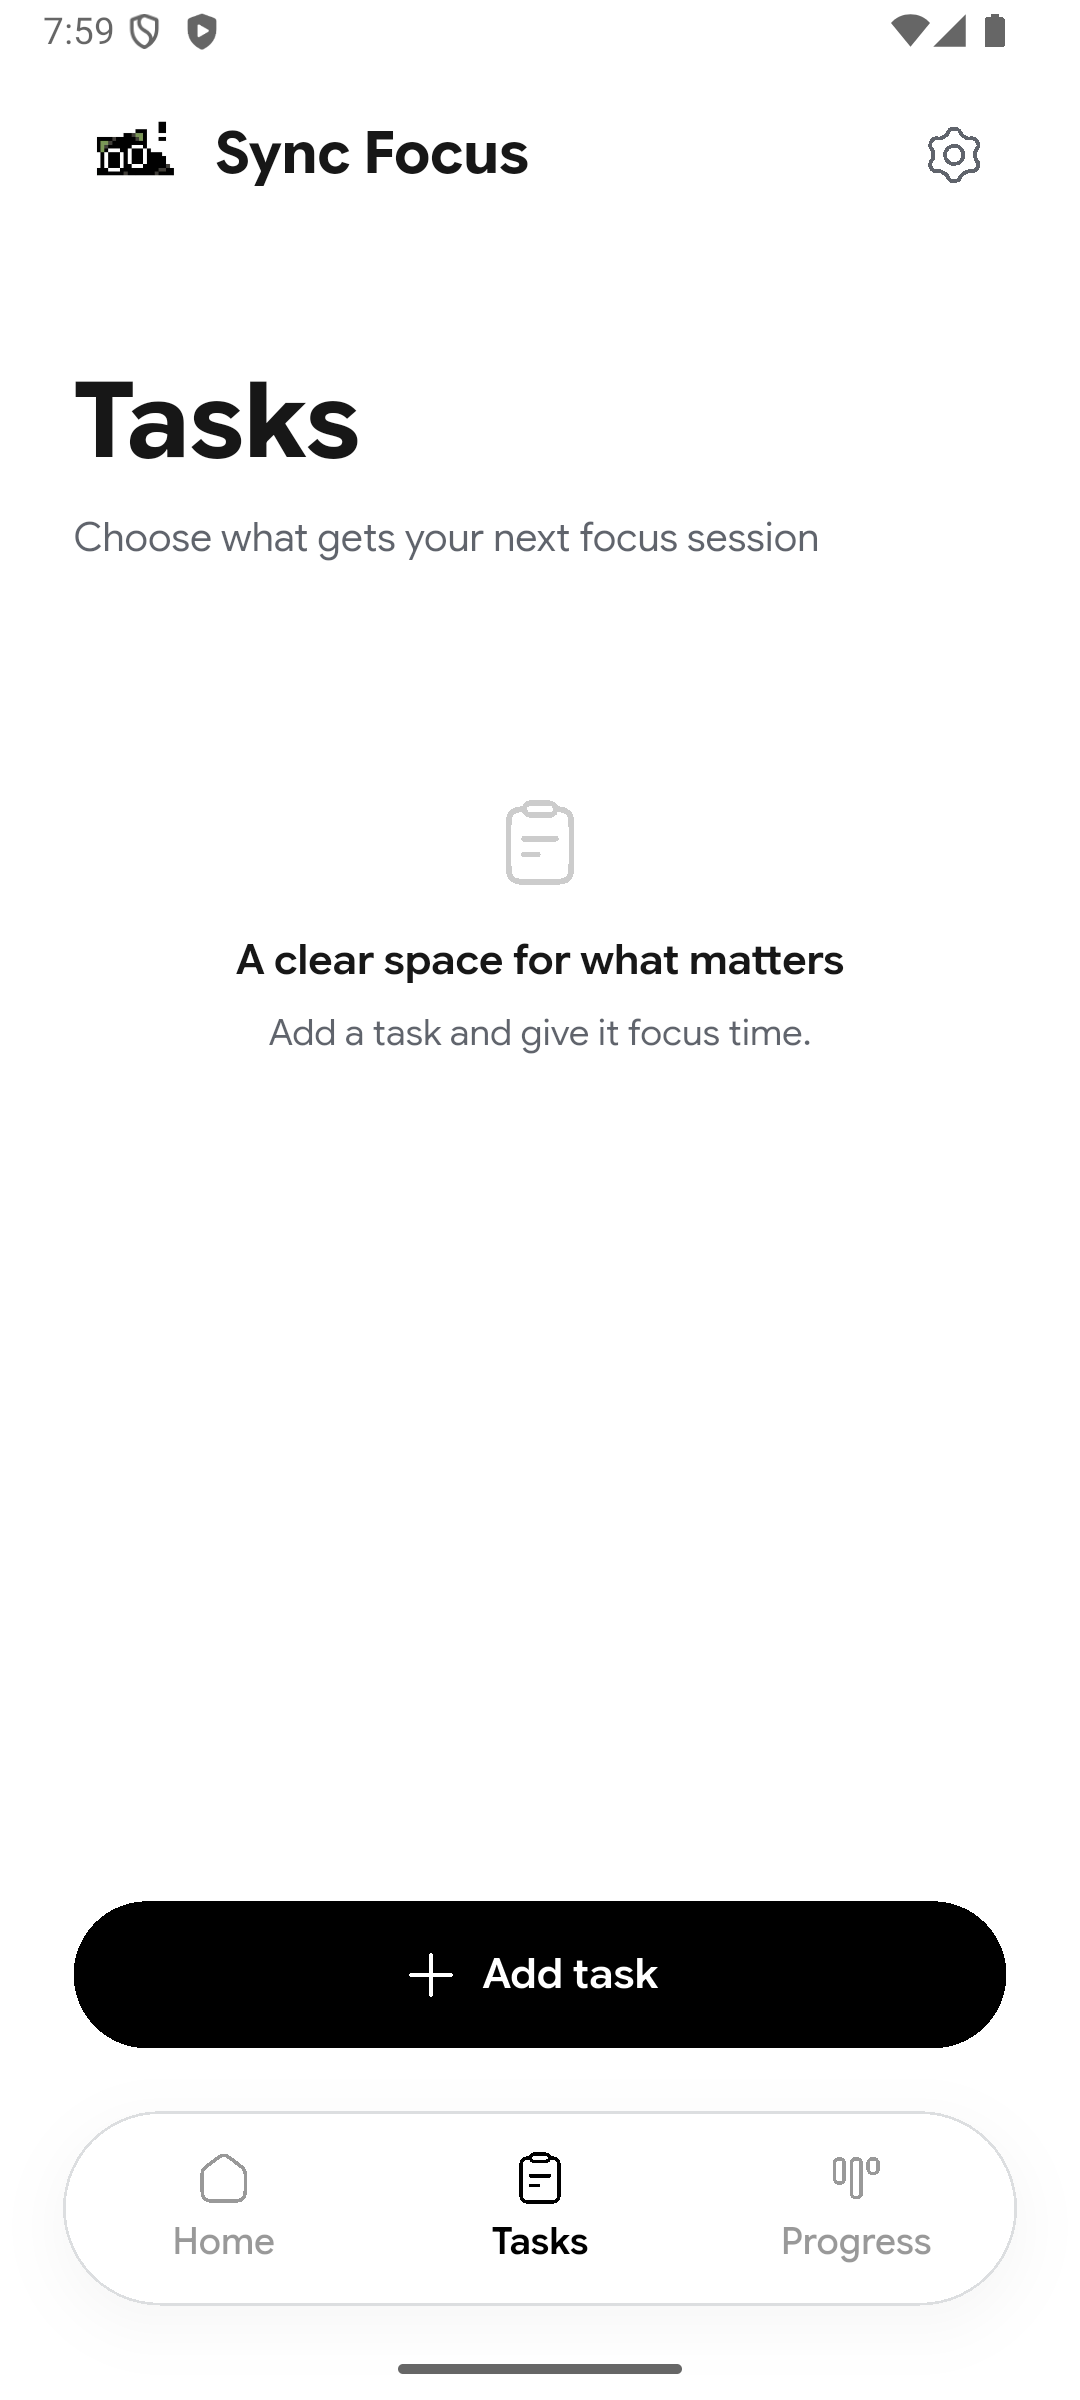 7:59
Sync Focus
Tasks
Choose what gets your next focus session
A clear space for what matters
Add a task and give it focus time.
Add task
Home
Tasks
Progress